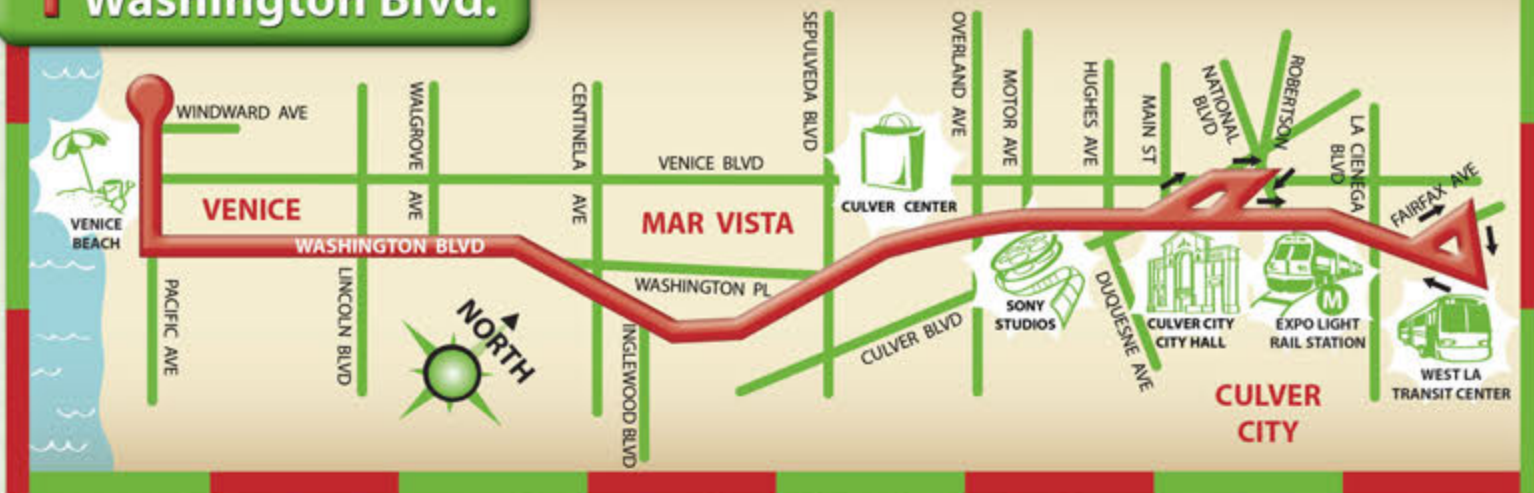 1 Washington Blvd.
WINDWARD AVE
WALGROVE AVE
CENTINELA AVE
SEPULVEDA BLVD
OVERLAND AVE
MOTOR AVE
HUGHES AVE
MAIN ST
NATIONAL
BLVD
ROBERTSON
LA CIENEGA
BLVD
FAIRFAX AVE
VENICE BLVD
VENICE
BEACH
VENICE
MAR VISTA
CULVER CENTER
WASHINGTON BLVD
WASHINGTON PL
PACIFIC AVE
LINCOLN BLVD
NORTH
INGLEWOOD BLVD
CULVER BLVD
SONY
STUDIOS
DUQUESNE AVE
CULVER CITY
CITY HALL
M
EXPO LIGHT
RAIL STATION
WEST LA
TRANSIT CENTER
CULVER
CITY